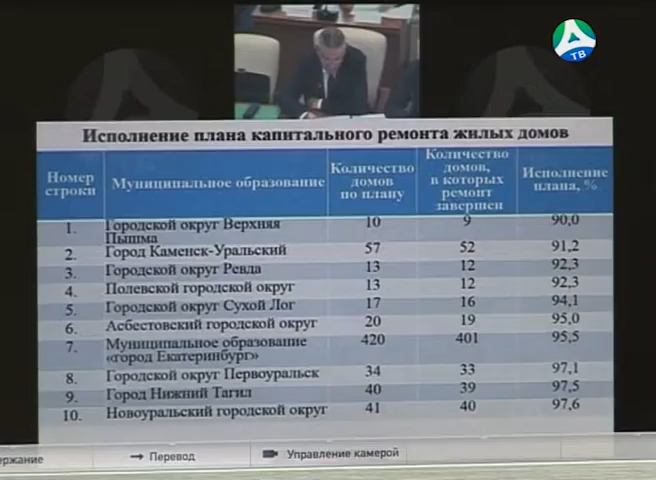 ТВ
Исполнение плана капитального ремонта жилых домов
Номер строки Муниципальное образование Количество домов по плану Количество домов, в которых ремонт завершен Исполнение плана, %
1. Городской округ Верхняя Пышма 10 9 90,0
2. Город Каменск-Уральский 57 52 91,2
3. Городской округ Ревда 13 12 92,3
4. Полевской городской округ 13 12 92,3
5. Городской округ Сухой Лог 17 16 94,1
6. Асбестовский городской округ 20 19 95,0
7. Муниципальное образование «город Екатеринбург» 420 401 95,5
8. Городской округ Первоуральск 34 33 97,1
9. Город Нижний Тагил 40 39 97,5
10. Новоуральский городской округ 41 40 97,6
ержание Перевод Управление камерой